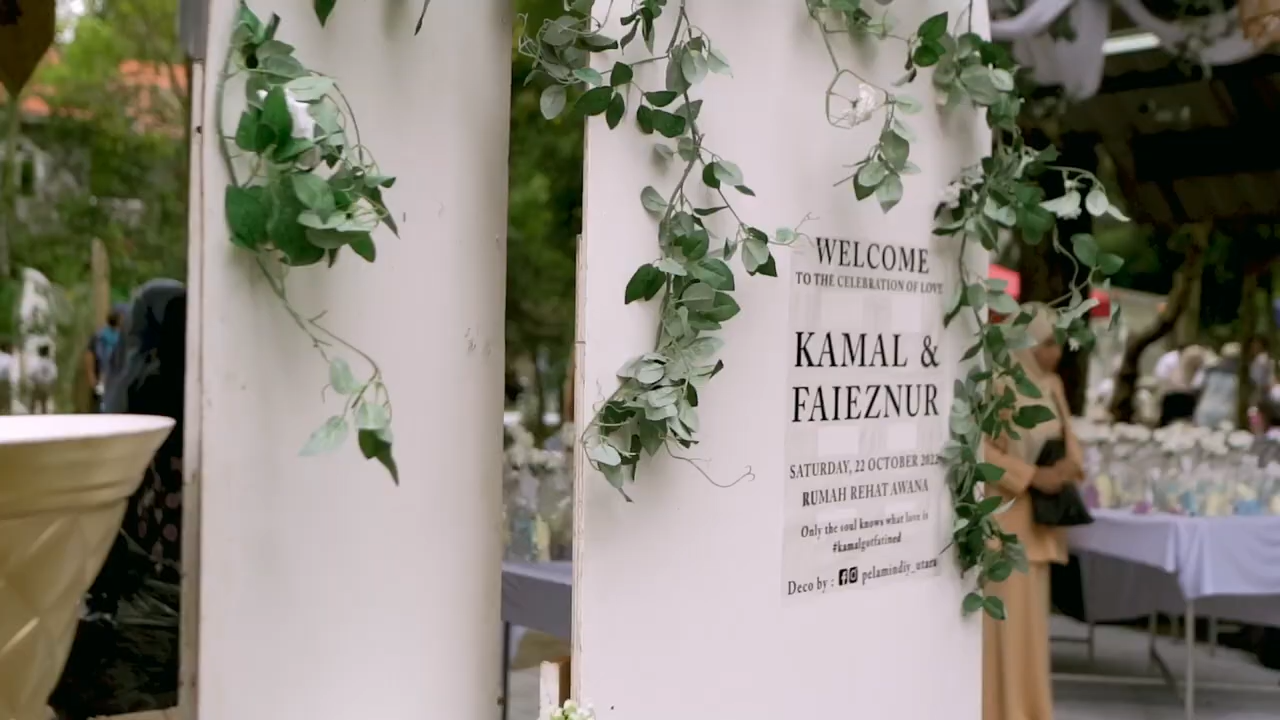 WELCOME
TO THE CELEBRATION OF LOVE
KAMAL &
FAIEZNUR
SATURDAY, 22 OCTOBER 2022
RUMAH REHAT AWANA
Only the soul knows what love is
#kamalgotfatined
Deco by : pelamindiy_utara